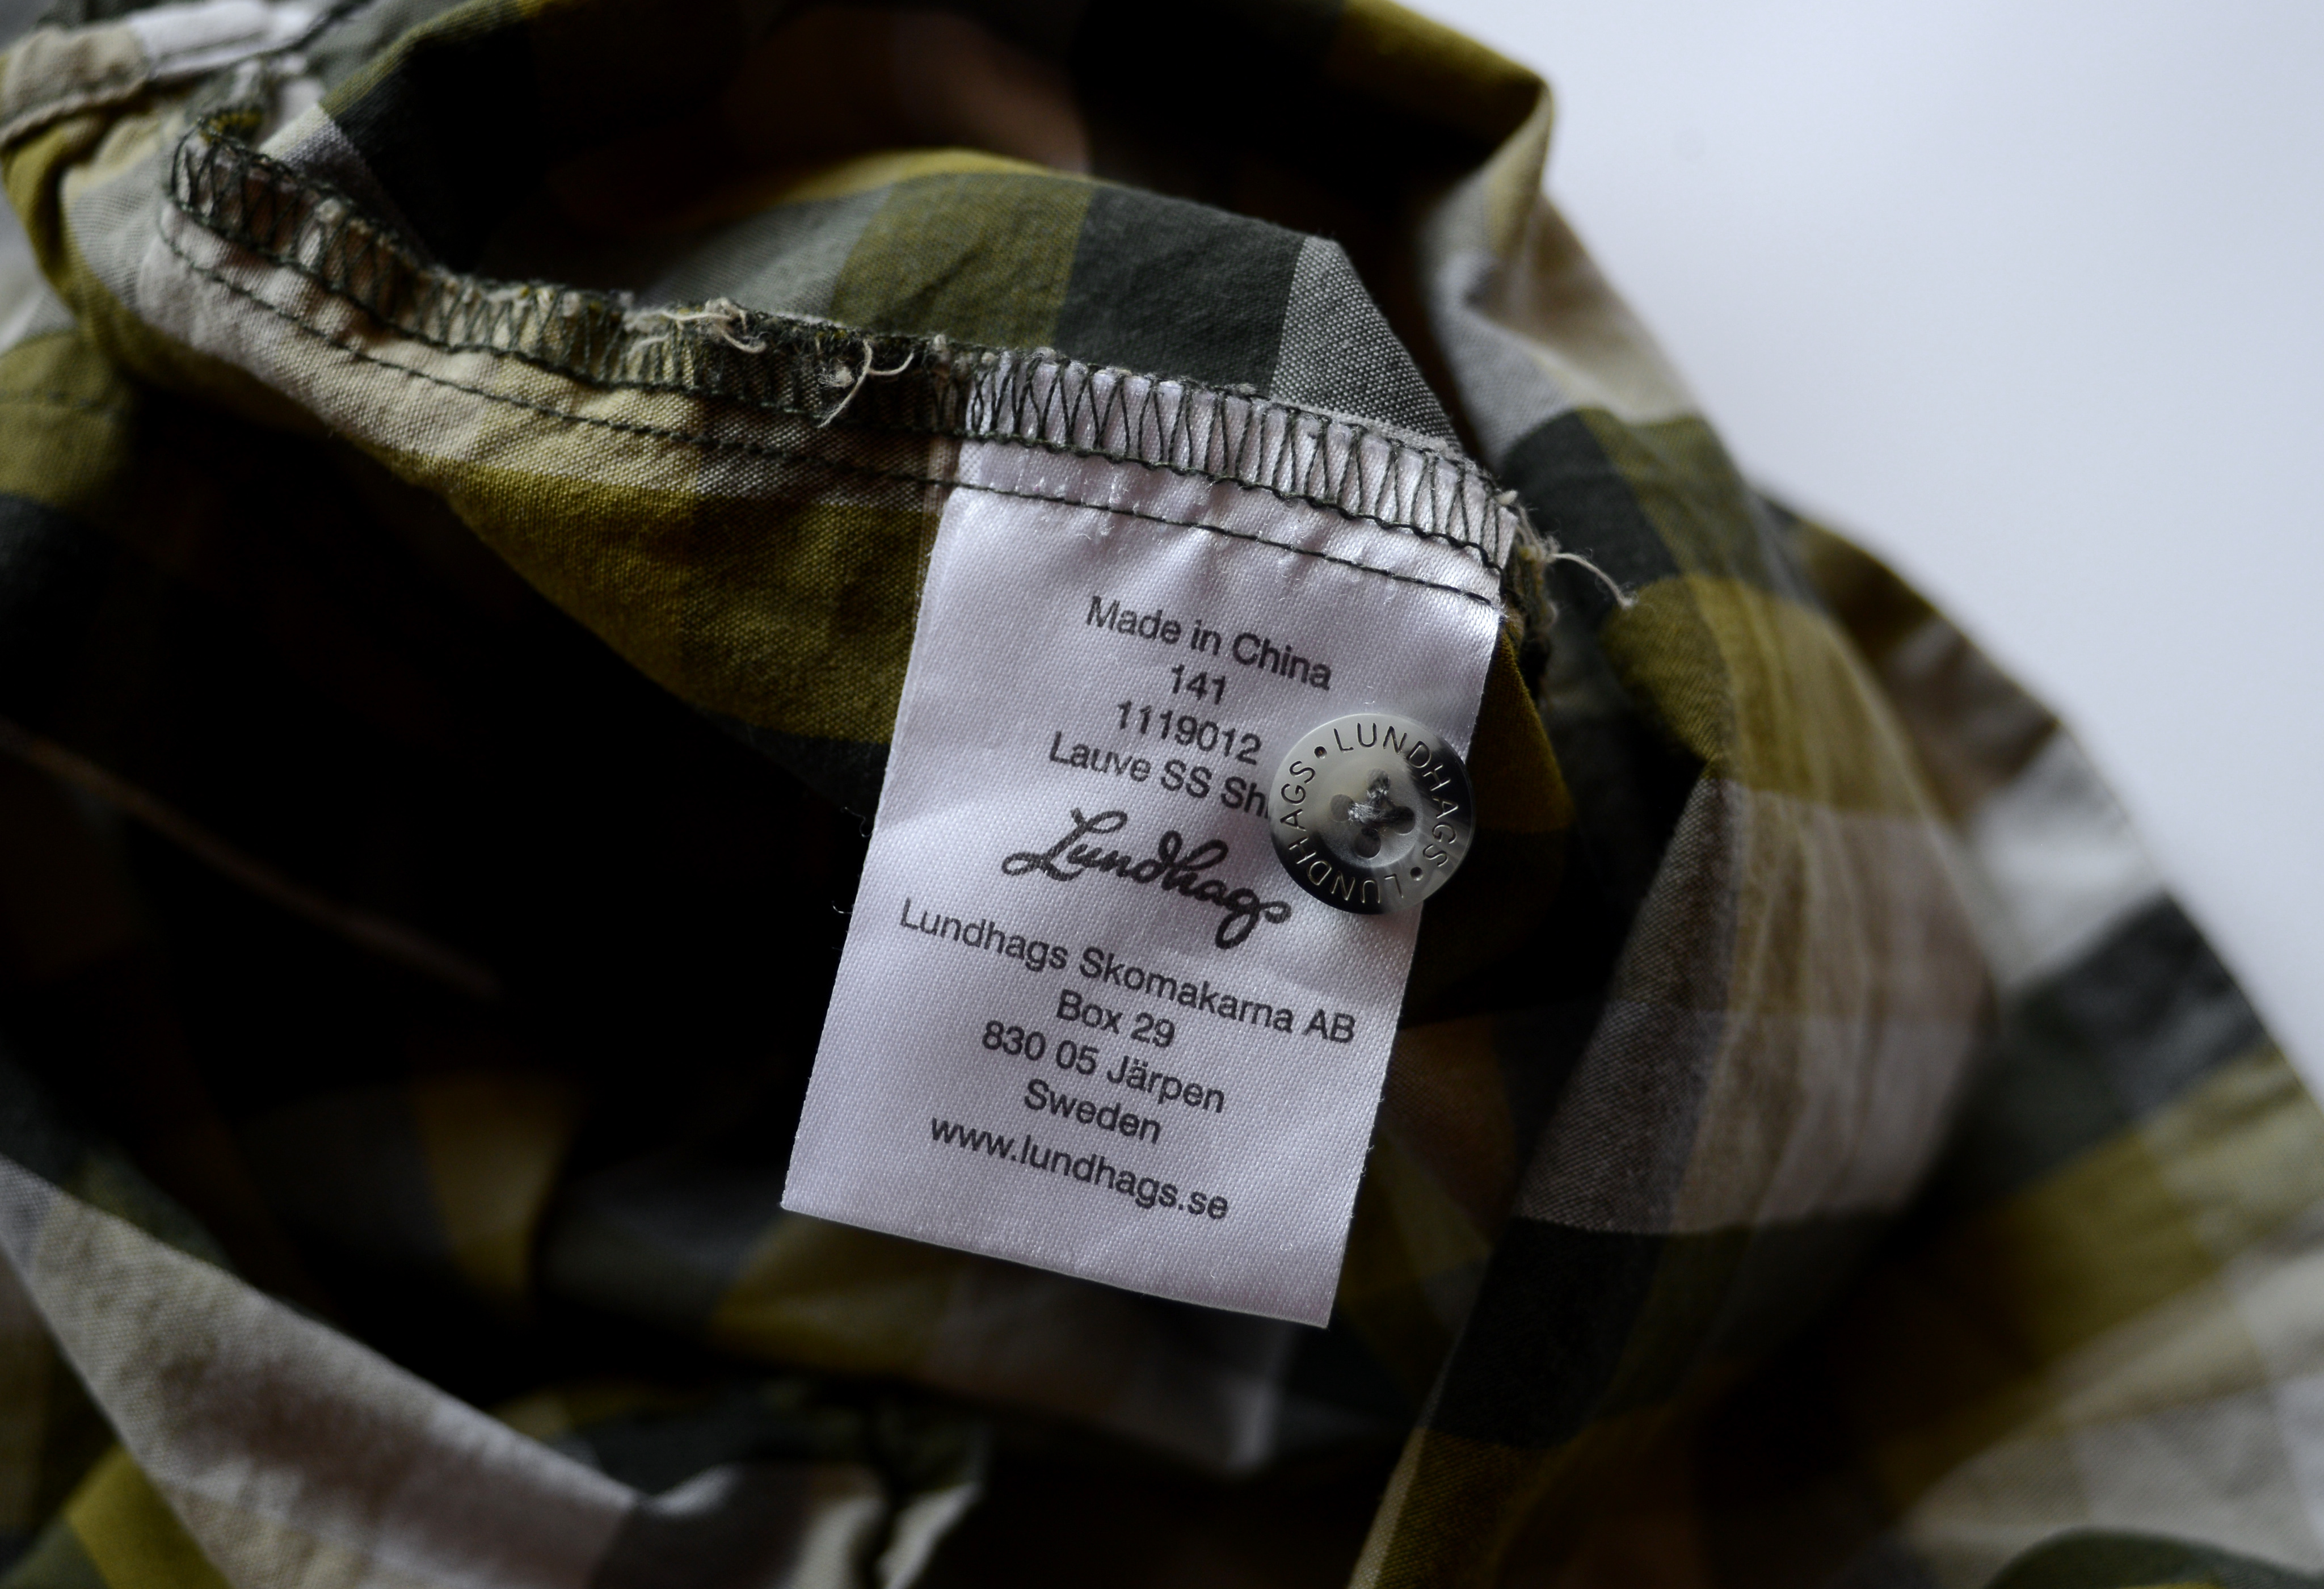 Made in China
141
1119012
Lauve SS Sh
Lundhags
Lundhags Skomakarna AB
Box 29
830 05 Järpen
Sweden
www.lundhags.se
LUNDHAGS • LUNDHAGS •